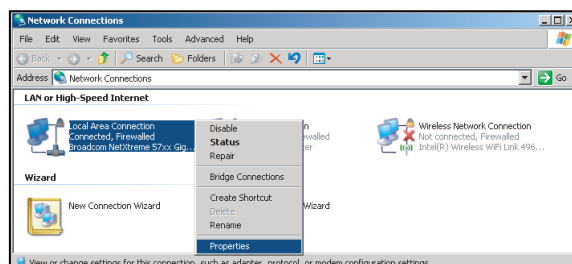 Network Connections
File Edit View Favorites Tools Advanced Help
Back Search Folders
Address Network Connections Go
LAN or High-Speed Internet
Local Area Connection
Connected, Firewalled
Broadcom NetXtreme 57xx Gig...
Disable
Status
Repair
Bridge Connections
Create Shortcut
Delete
Rename
Properties
n
ewalled
ter
Wireless Network Connection
Not connected, Firewalled
Intel(R) Wireless WiFi Link 496...
Wizard
New Connection Wizard
Wizard
View or change settings for this connection, such as adapter, protocol, or modem configuration settings.